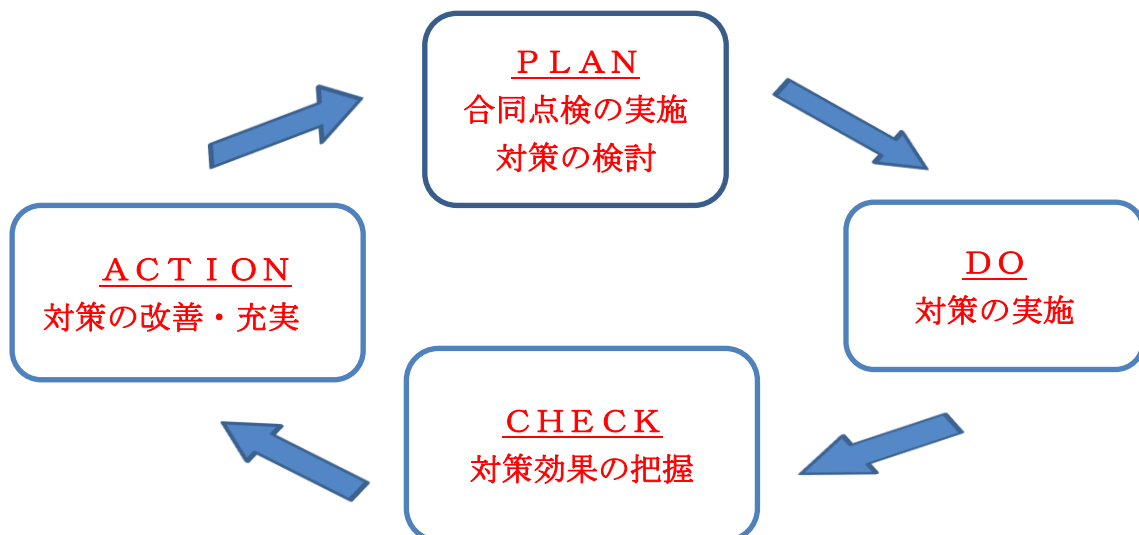 ＰＬＡＮ
合同点検の実施
対策の検討
ＤＯ
対策の実施
ＣＨＥＣＫ
対策効果の把握
ＡＣＴＩＯＮ
対策の改善・充実